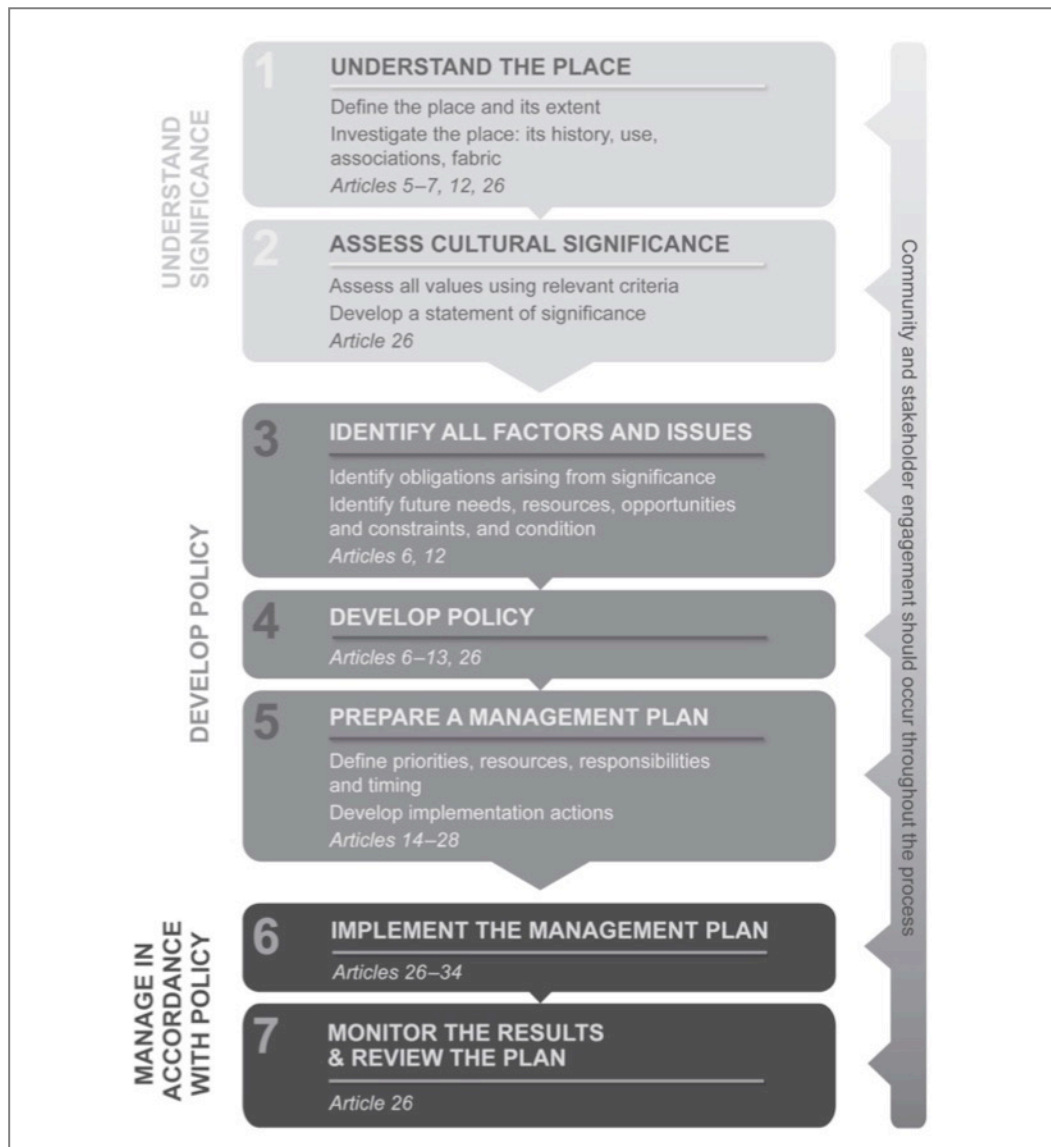 UNDERSTAND
SIGNIFICANCE
1
UNDERSTAND THE PLACE
Define the place and its extent
Investigate the place: its history, use,
associations, fabric
Articles 5–7, 12, 26
2
ASSESS CULTURAL SIGNIFICANCE
Assess all values using relevant criteria
Develop a statement of significance
Article 26
DEVELOP POLICY
3
IDENTIFY ALL FACTORS AND ISSUES
Identify obligations arising from significance
Identify future needs, resources, opportunities
and constraints, and condition
Articles 6, 12
4
DEVELOP POLICY
Articles 6–13, 26
5
PREPARE A MANAGEMENT PLAN
Define priorities, resources, responsibilities
and timing
Develop implementation actions
Articles 14–28
MANAGE IN
ACCORDANCE
WITH POLICY
6
IMPLEMENT THE MANAGEMENT PLAN
Articles 26–34
7
MONITOR THE RESULTS
& REVIEW THE PLAN
Article 26
Community and stakeholder engagement should occur throughout the process